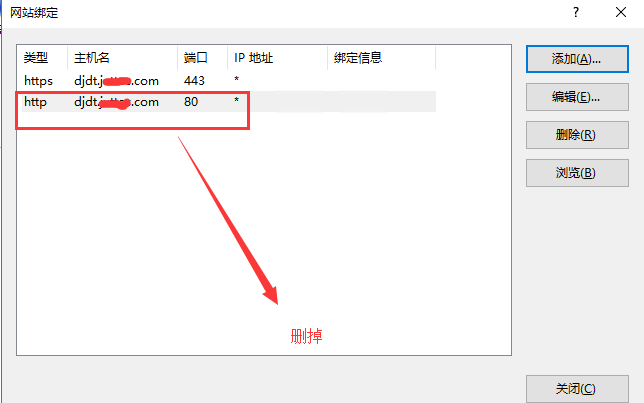 网站绑定
?
类型 主机名 端口 IP 地址 绑定信息
https djdt.j .com 443 *
http djdt.j .com 80 *
添加(A)...
编辑(E)...
删除(R)
浏览(B)
删掉
关闭(C)